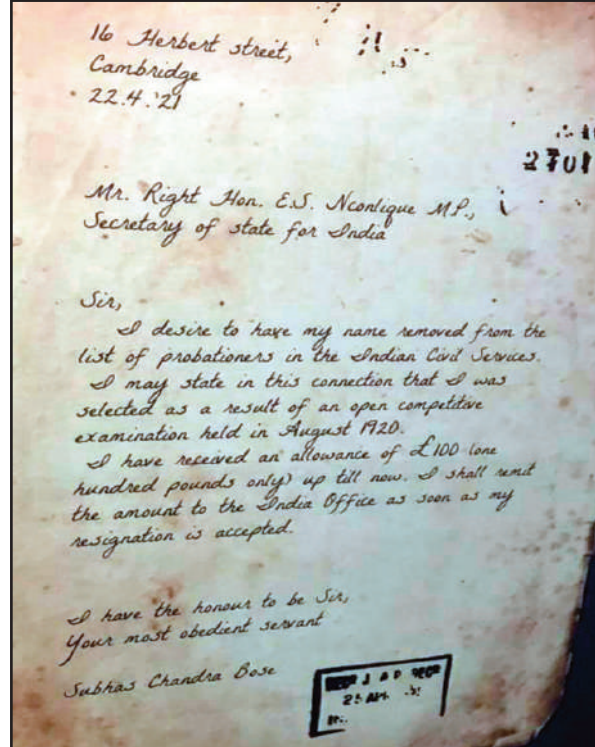 16 Herbert street,
Cambridge
22.4.'21
2701
Mr. Right Hon. E.S. Nconlique MP.,
Secretary of state for India
Sir,
I desire to have my name removed from the
list of probationers in the Indian Civil Services.
I may state in this connection that I was
selected as a result of an open competitive
examination held in August 1920.
I have received an allowance of £100 (one
hundred pounds only) up till now. I shall remit
the amount to the India Office as soon as my
resignation is accepted.
I have the honour to be Sir,
Your most obedient servant
Subhas Chandra Bose